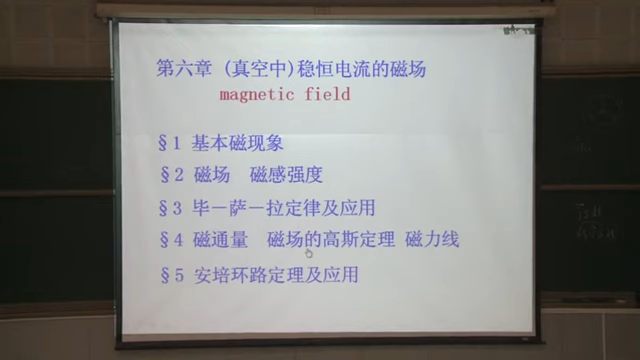 第六章 (真空中)稳恒电流的磁场
magnetic field
§1 基本磁现象
§2 磁场 磁感强度
§3 毕－萨－拉定律及应用
§4 磁通量 磁场的高斯定理 磁力线
§5 安培环路定理及应用